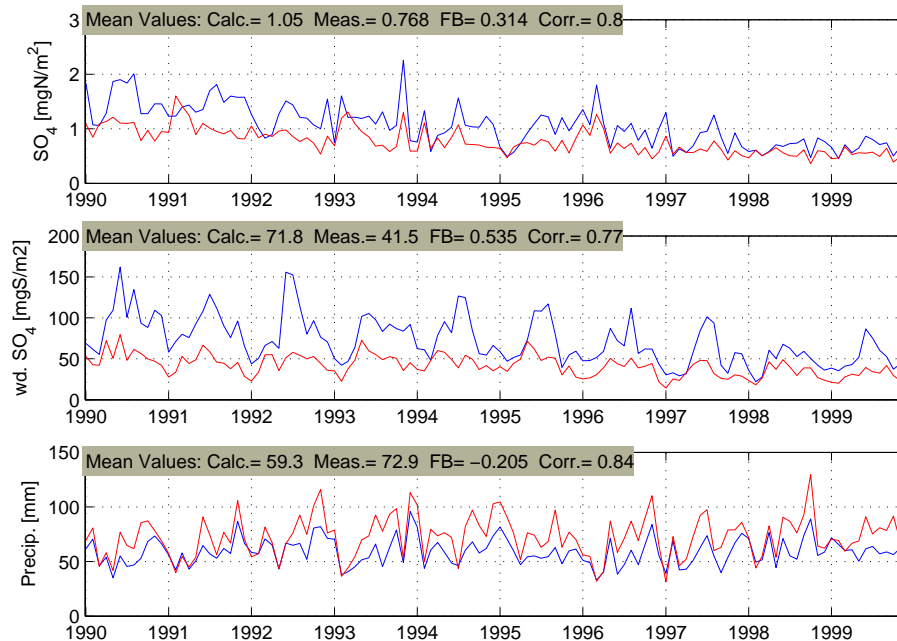 Mean Values: Calc.= 1.05 Meas.= 0.768 FB= 0.314 Corr.= 0.8
SO4 [mgN/m2]
3
2
1
0
1990 1991 1992 1993 1994 1995 1996 1997 1998 1999
Mean Values: Calc.= 71.8 Meas.= 41.5 FB= 0.535 Corr.= 0.77
wd. SO4 [mgS/m2]
200
150
100
50
0
1990 1991 1992 1993 1994 1995 1996 1997 1998 1999
Mean Values: Calc.= 59.3 Meas.= 72.9 FB= −0.205 Corr.= 0.84
Precip. [mm]
150
100
50
0
1990 1991 1992 1993 1994 1995 1996 1997 1998 1999